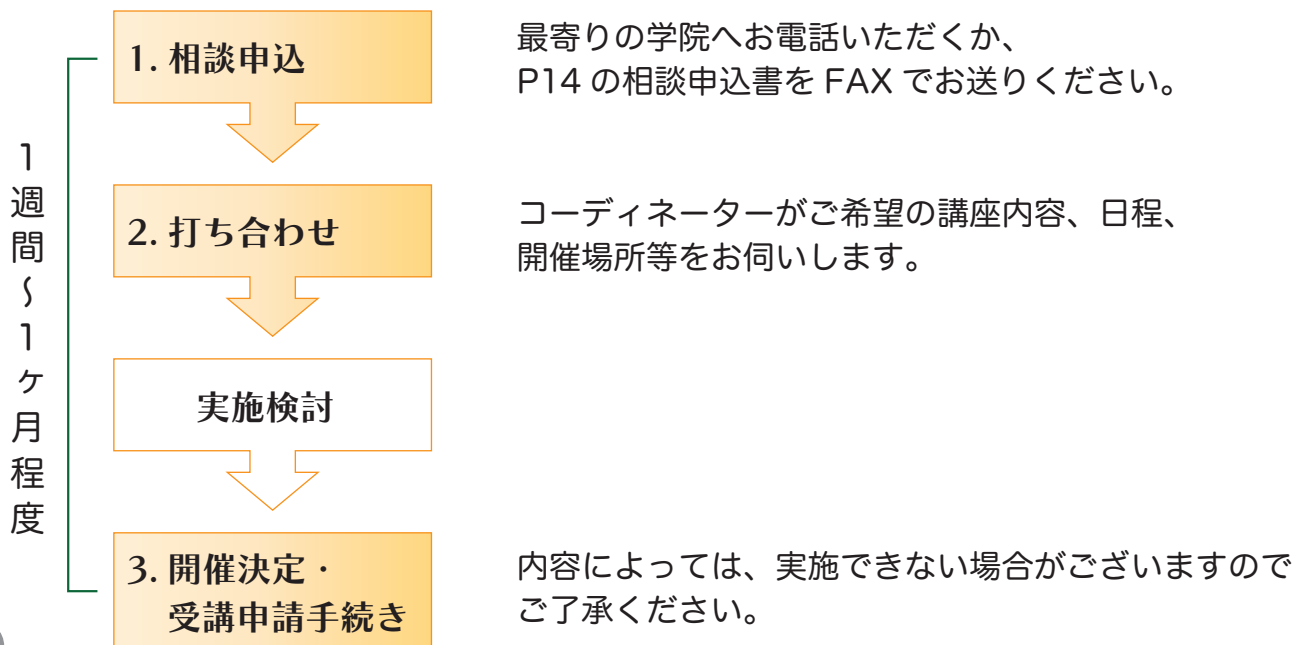 1. 相談申込
最寄りの学院へお電話いただくか、
P14 の相談申込書を FAX でお送りください。
1週間〜1ヶ月程度
2. 打ち合わせ
コーディネーターがご希望の講座内容、日程、
開催場所等をお伺いします。
実施検討
3. 開催決定・
受講申請手続き
内容によっては、実施できない場合がございますので
ご了承ください。